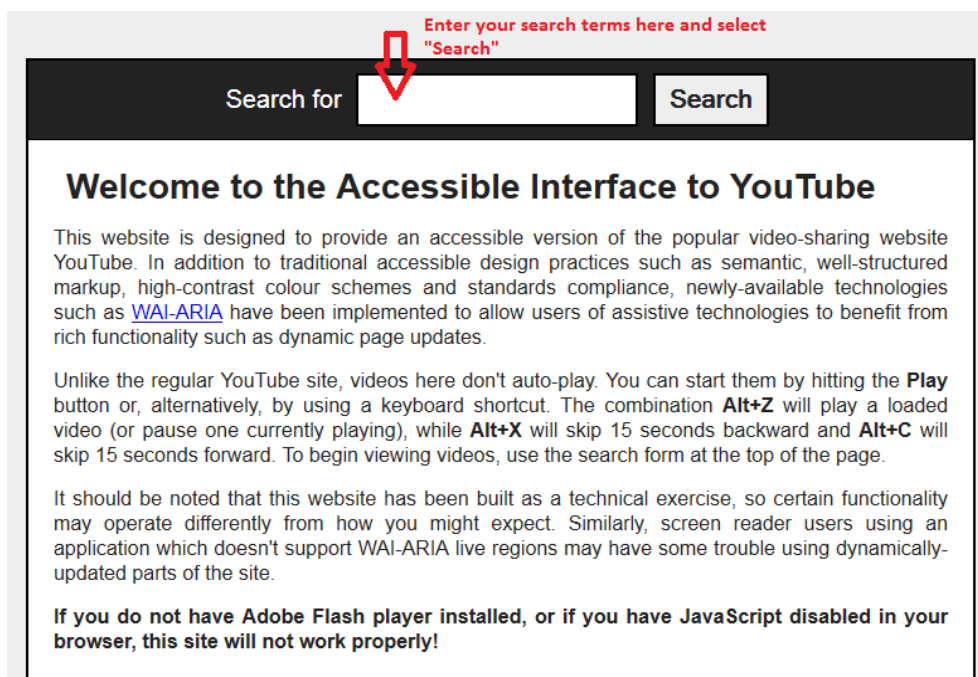 Enter your search terms here and select
"Search"
Search for
Search
Welcome to the Accessible Interface to YouTube
This website is designed to provide an accessible version of the popular video-sharing website
YouTube. In addition to traditional accessible design practices such as semantic, well-structured
markup, high-contrast colour schemes and standards compliance, newly-available technologies
such as WAI-ARIA have been implemented to allow users of assistive technologies to benefit from
rich functionality such as dynamic page updates.
Unlike the regular YouTube site, videos here don't auto-play. You can start them by hitting the Play
button or, alternatively, by using a keyboard shortcut. The combination Alt+Z will play a loaded
video (or pause one currently playing), while Alt+X will skip 15 seconds backward and Alt+C will
skip 15 seconds forward. To begin viewing videos, use the search form at the top of the page.
It should be noted that this website has been built as a technical exercise, so certain functionality
may operate differently from how you might expect. Similarly, screen reader users using an
application which doesn't support WAI-ARIA live regions may have some trouble using dynamically-
updated parts of the site.
If you do not have Adobe Flash player installed, or if you have JavaScript disabled in your
browser, this site will not work properly!